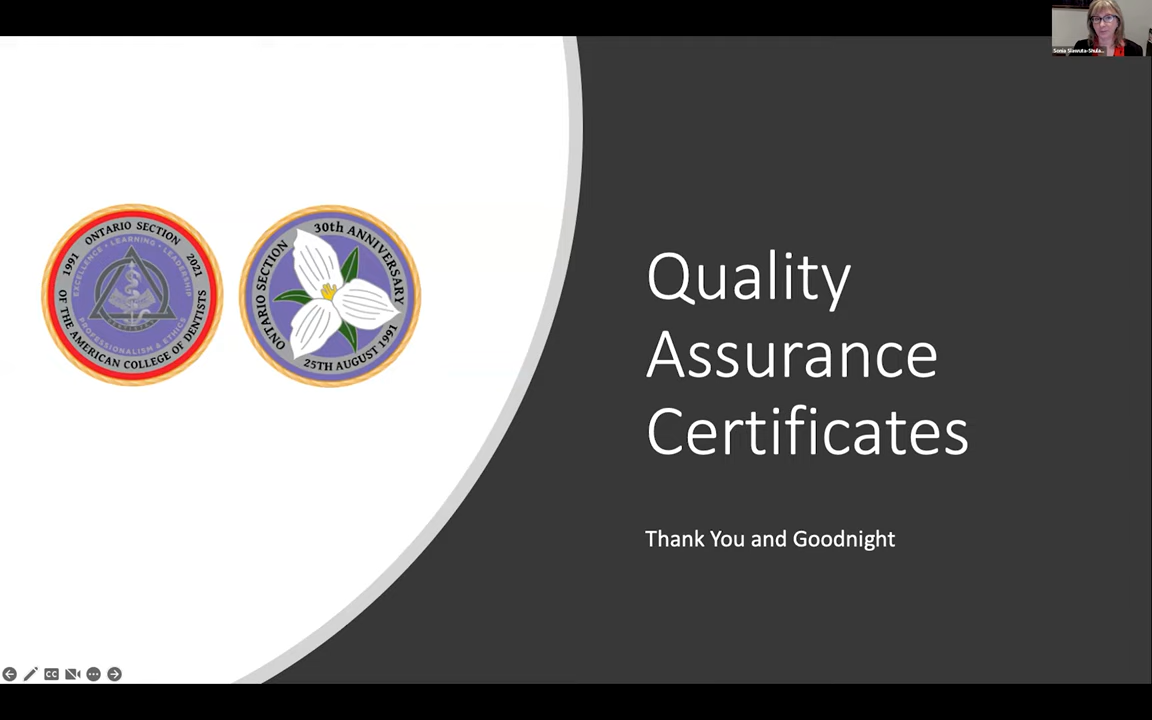 Quality
Assurance
Certificates
Thank You and Goodnight
ONTARIO SECTION
1991
2021
EXCELLENCE • LEARNING • LEADERSHIP
PROFESSIONALISM & ETHICS
OF THE AMERICAN COLLEGE OF DENTISTS
30th ANNIVERSARY
ONTARIO SECTION
25TH AUGUST 1991
CC